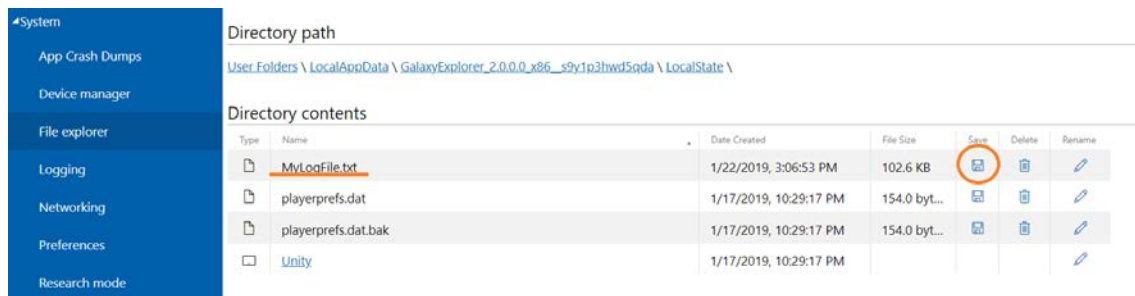 System
App Crash Dumps
Device manager
File explorer
Logging
Networking
Preferences
Research mode
Directory path
User Folders \ LocalAppData \ GalaxyExplorer_2.0.0.0_x86__s9y1p3hwd5qda \ LocalState \
Directory contents
Type Name Date Created File Size Save Delete Rename
MyLogFile.txt 1/22/2019, 3:06:53 PM 102.6 KB
playerprefs.dat 1/17/2019, 10:29:17 PM 154.0 byt...
playerprefs.dat.bak 1/17/2019, 10:29:17 PM 154.0 byt...
Unity 1/17/2019, 10:29:17 PM